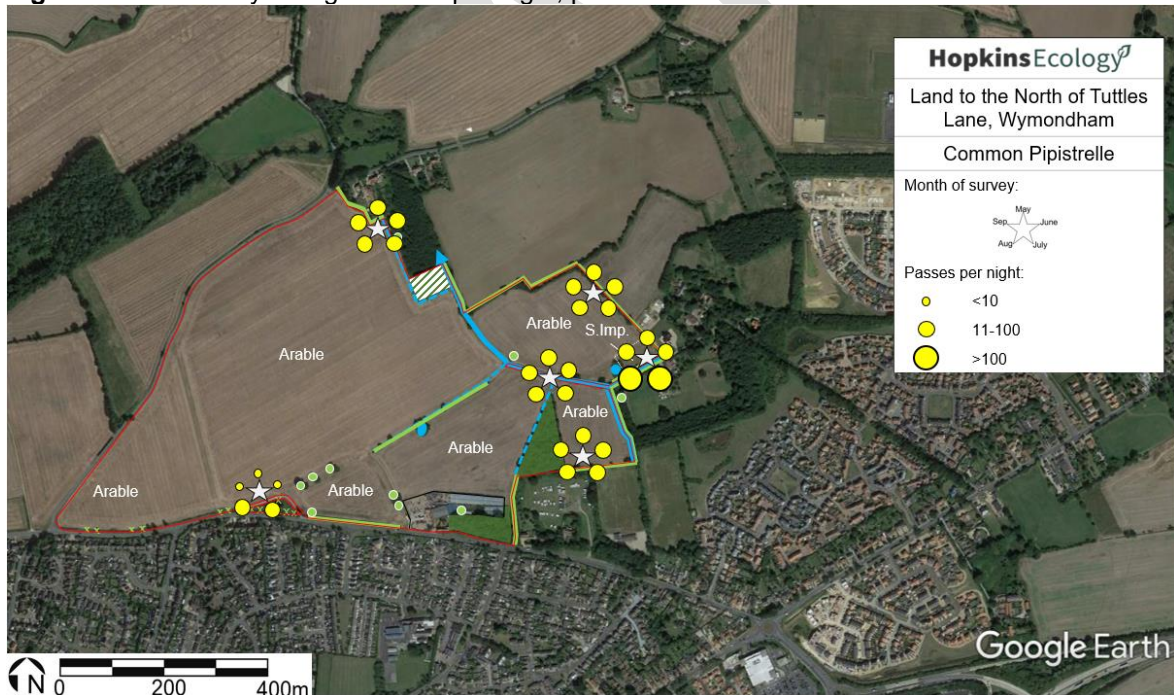 HopkinsEcology
Land to the North of Tuttles
Lane, Wymondham
Common Pipistrelle
Month of survey:
May
Sep June
Aug July
Passes per night:
<10
11-100
>100
Arable
S.Imp.
Arable
Arable
Arable
Arable
Arable
Google Earth
N 0 200 400m